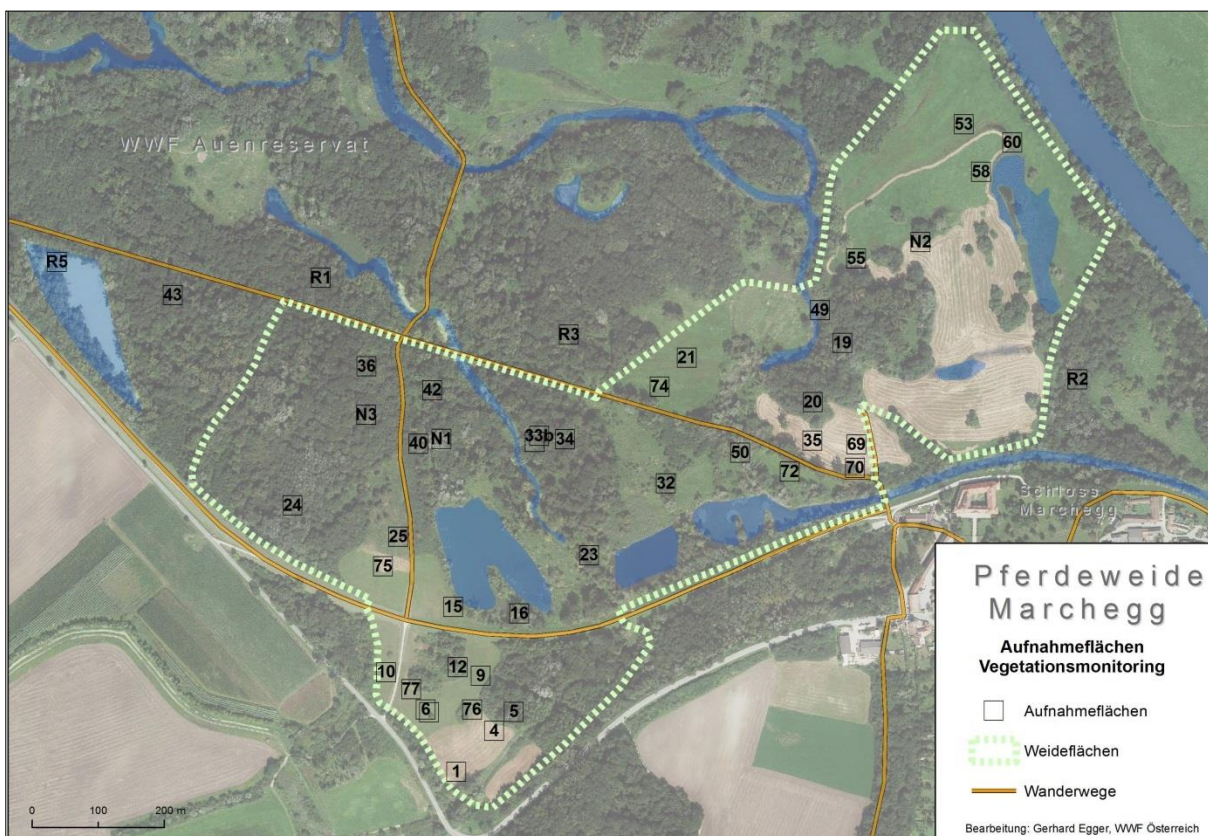 WWF Auenreservat
53
60
58
N2
55
R5
R1
43
49
19
R3
21
36
74
R2
42
20
N3
40
N1
33b
34
35
69
50
72
70
32
24
Schloss
Marchegg
25
23
75
15
16
10
12
9
77
6
76
5
4
1
Pferdeweide
Marchegg
Aufnahmeflächen
Vegetationsmonitoring
Aufnahmeflächen
Weideflächen
Wanderwege
0 100 200 m
Bearbeitung: Gerhard Egger, WWF Österreich